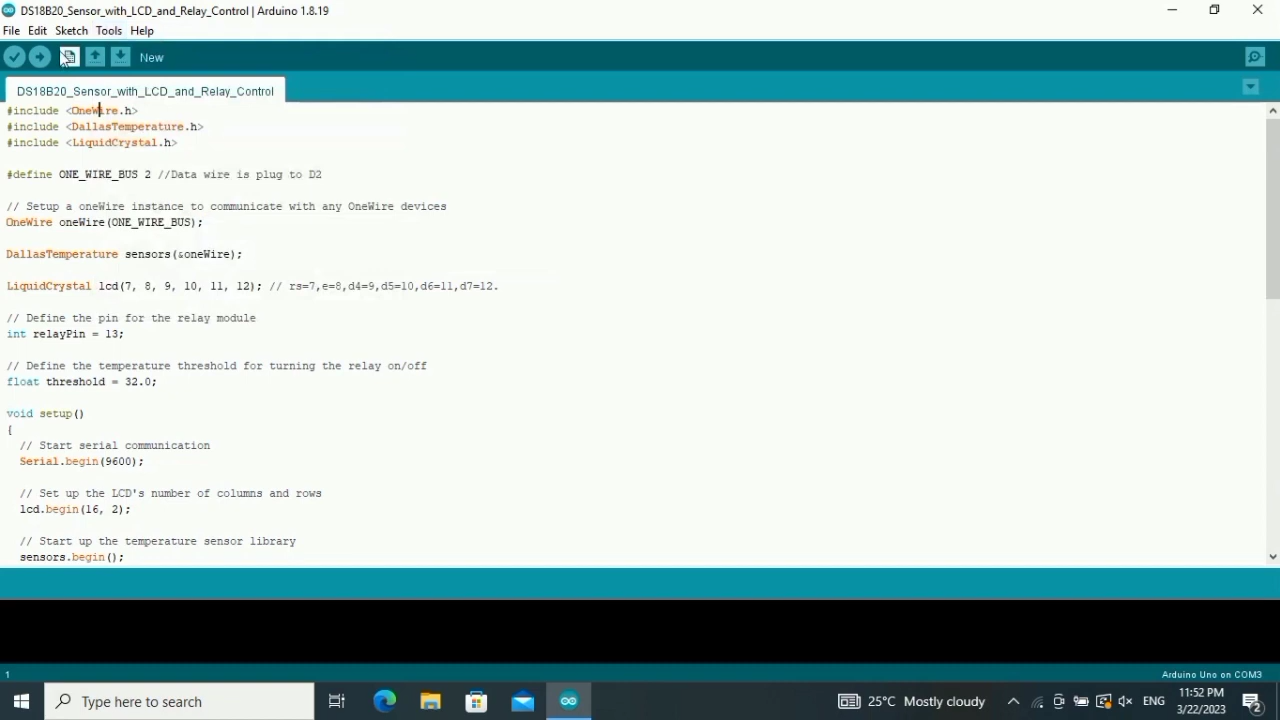 DS18B20_Sensor_with_LCD_and_Relay_Control | Arduino 1.8.19
File Edit Sketch Tools Help
New
DS18B20_Sensor_with_LCD_and_Relay_Control
#include <OneWire.h>
#include <DallasTemperature.h>
#include <LiquidCrystal.h>
#define ONE_WIRE_BUS 2 //Data wire is plug to D2
// Setup a oneWire instance to communicate with any OneWire devices
OneWire oneWire(ONE_WIRE_BUS);
DallasTemperature sensors(&oneWire);
LiquidCrystal lcd(7, 8, 9, 10, 11, 12); // rs=7,e=8,d4=9,d5=10,d6=11,d7=12.
// Define the pin for the relay module
int relayPin = 13;
// Define the temperature threshold for turning the relay on/off
float threshold = 32.0;
void setup()
{
// Start serial communication
Serial.begin(9600);
// Set up the LCD's number of columns and rows
lcd.begin(16, 2);
// Start up the temperature sensor library
sensors.begin();
1
Arduino Uno on COM3
Type here to search
25°C Mostly cloudy
ENG
11:52 PM
3/22/2023
2